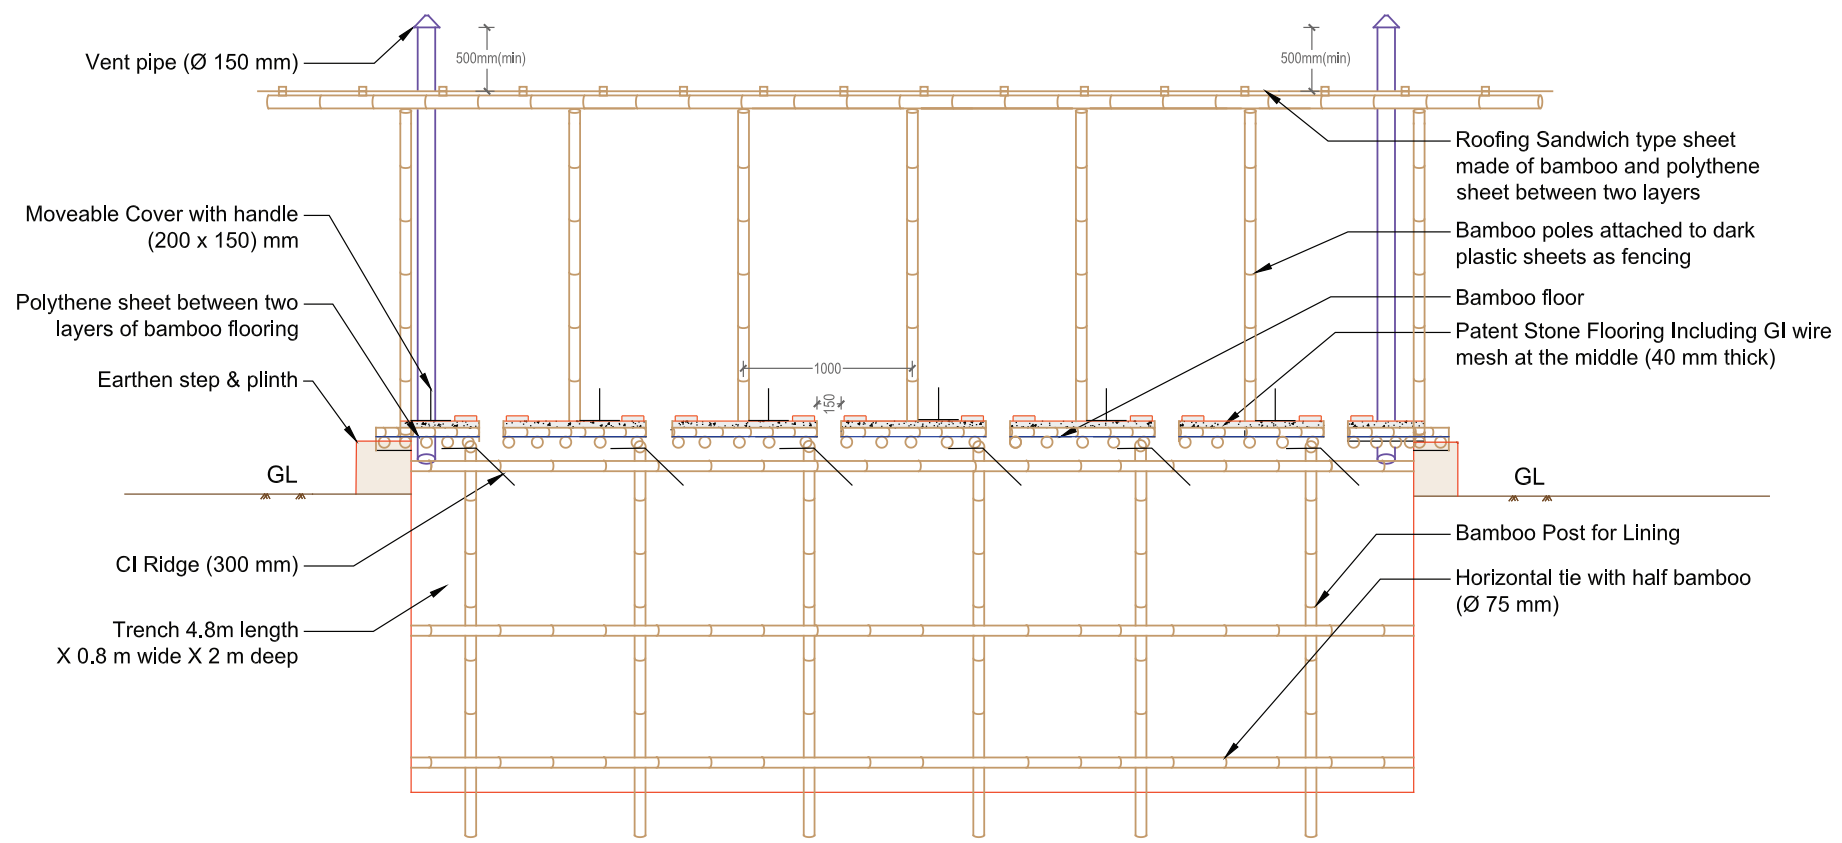 Vent pipe (Ø 150 mm)
500mm(min)
500mm(min)
Roofing Sandwich type sheet
made of bamboo and polythene
sheet between two layers
Moveable Cover with handle
(200 x 150) mm
Bamboo poles attached to dark
plastic sheets as fencing
Polythene sheet between two
layers of bamboo flooring
Bamboo floor
Patent Stone Flooring Including GI wire
mesh at the middle (40 mm thick)
Earthen step & plinth
1000
150
GL
GL
CI Ridge (300 mm)
Bamboo Post for Lining
Horizontal tie with half bamboo
(Ø 75 mm)
Trench 4.8m length
X 0.8 m wide X 2 m deep